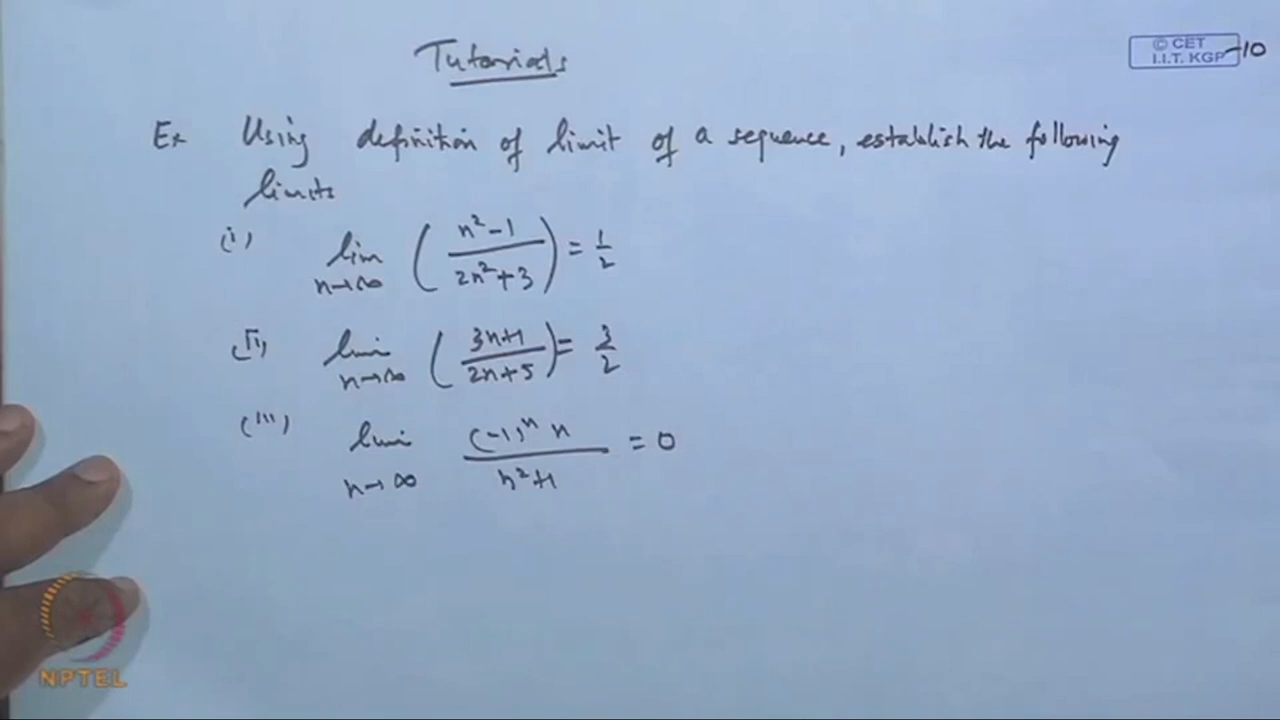 Tutorials
© CET
I.I.T. KGP
-10
Ex Using definition of limit of a sequence, establish the following
limits
(i) lim n→∞ ( n²-1 / 2n²+3 ) = 1/2
(ii) lim n→∞ ( 3n+1 / 2n+5 ) = 3/2
(iii) lim n→∞ (-1)ⁿ n / n²+1 = 0
NPTEL